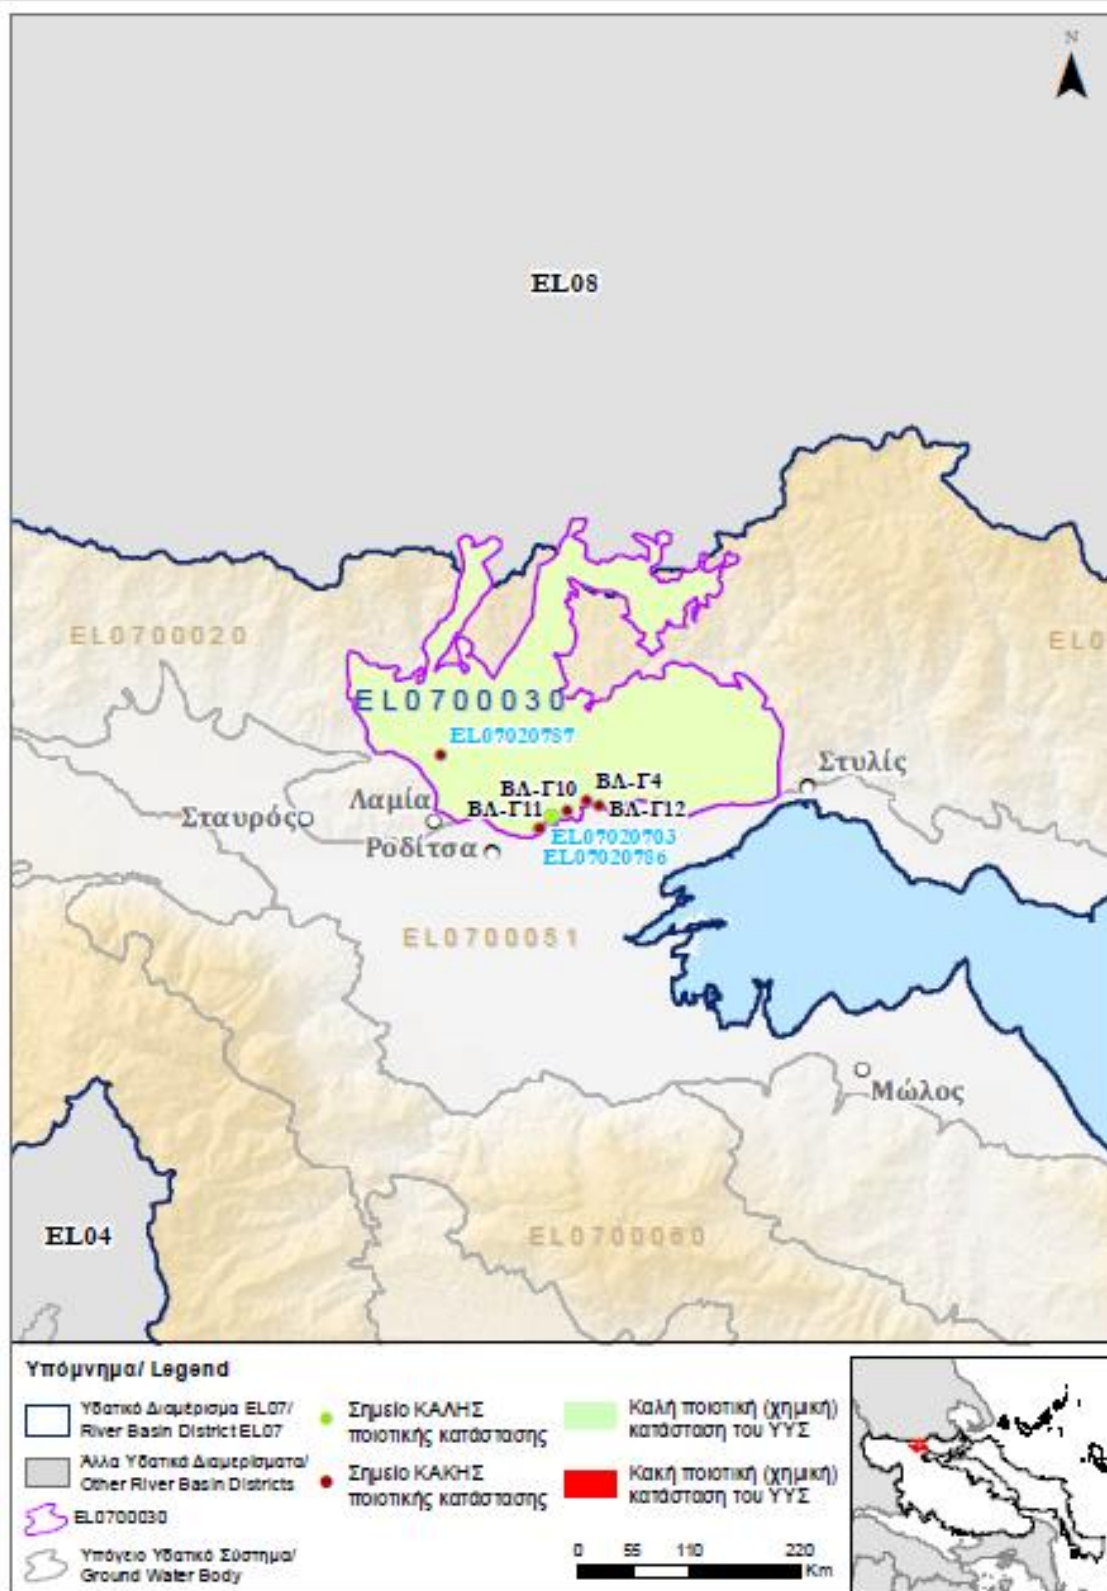 N
EL08
EL0700020
EL0
EL0700030
EL07020787
Στυλίς
ΒΛ-Γ10
ΒΛ-Γ4
Λαμία
ΒΛ-Γ11
ΒΛ-Γ12
Σταυρός
EL07020703
Ροδίτσα
EL07020786
EL0700051
Μώλος
EL04
EL0700060
Υπόμνημα/ Legend
Υδατικό Διαμέρισμα EL07/
River Basin District EL07
Άλλα Υδατικά Διαμερίσματα/
Other River Basin Districts
EL0700030
Υπόγειο Υδατικό Σύστημα/
Ground Water Body
Σημείο ΚΑΛΗΣ
ποιοτικής κατάστασης
Σημείο ΚΑΚΗΣ
ποιοτικής κατάστασης
Καλή ποιοτική (χημική)
κατάσταση του ΥΥΣ
Κακή ποιοτική (χημική)
κατάσταση του ΥΥΣ
0 55 110 220
Km